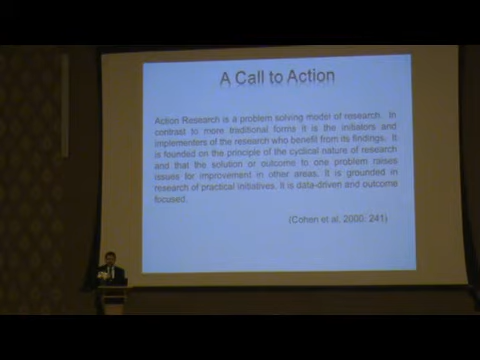 A Call to Action
Action Research is a problem solving model of research. In
contrast to more traditional forms it is the initiators and
implementers of the research who benefit from its findings. It
is founded on the principle of the cyclical nature of research
and that the solution or outcome to one problem raises
issues for improvement in other areas. It is grounded in
research of practical initiatives. It is data-driven and outcome
focused.
(Cohen et al, 2000: 241)